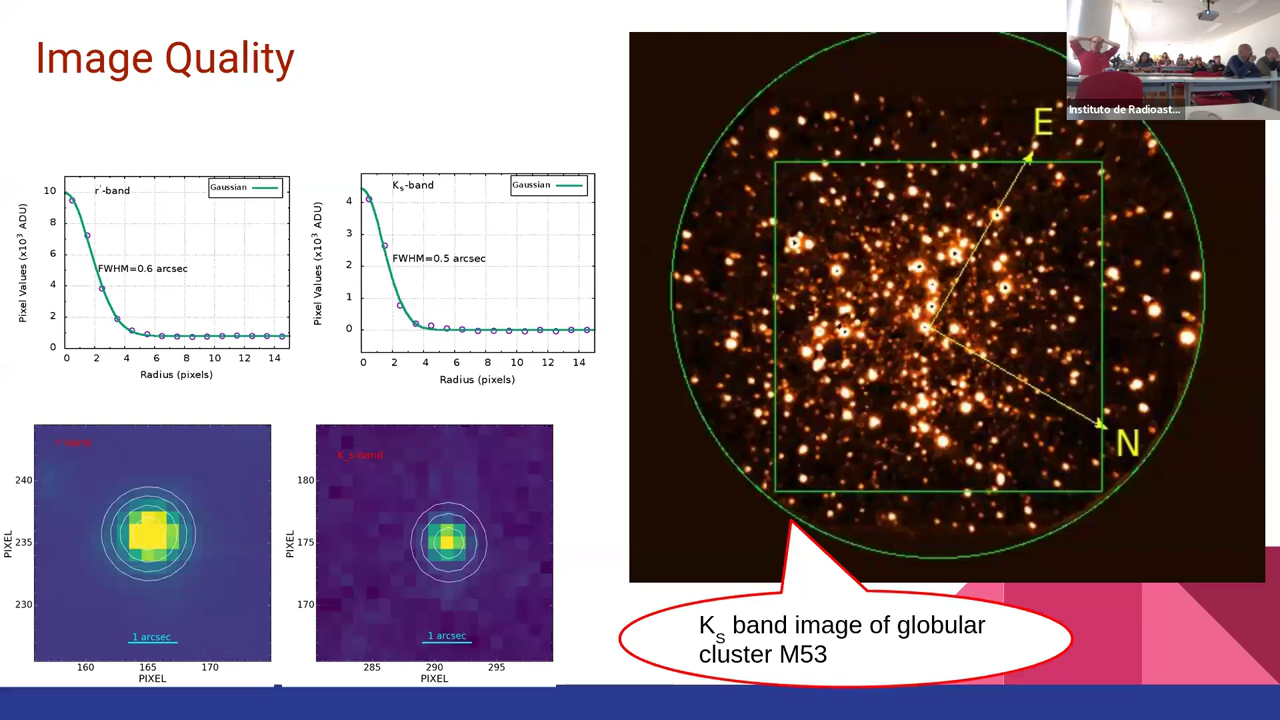 Image Quality
Instituto de Radioast...
E
N
r'-band
Gaussian
FWHM=0.6 arcsec
Pixel Values (x10³ ADU)
10
8
6
4
2
0
0 2 4 6 8 10 12 14
Radius (pixels)
Kₛ-band
Gaussian
FWHM=0.5 arcsec
Pixel Values (x10³ ADU)
4
3
2
1
0
0 2 4 6 8 10 12 14
Radius (pixels)
r'-band
240
235
230
PIXEL
1 arcsec
160 165 170
PIXEL
K_s-band
180
175
170
PIXEL
1 arcsec
285 290 295
PIXEL
Kₛ band image of globular
cluster M53